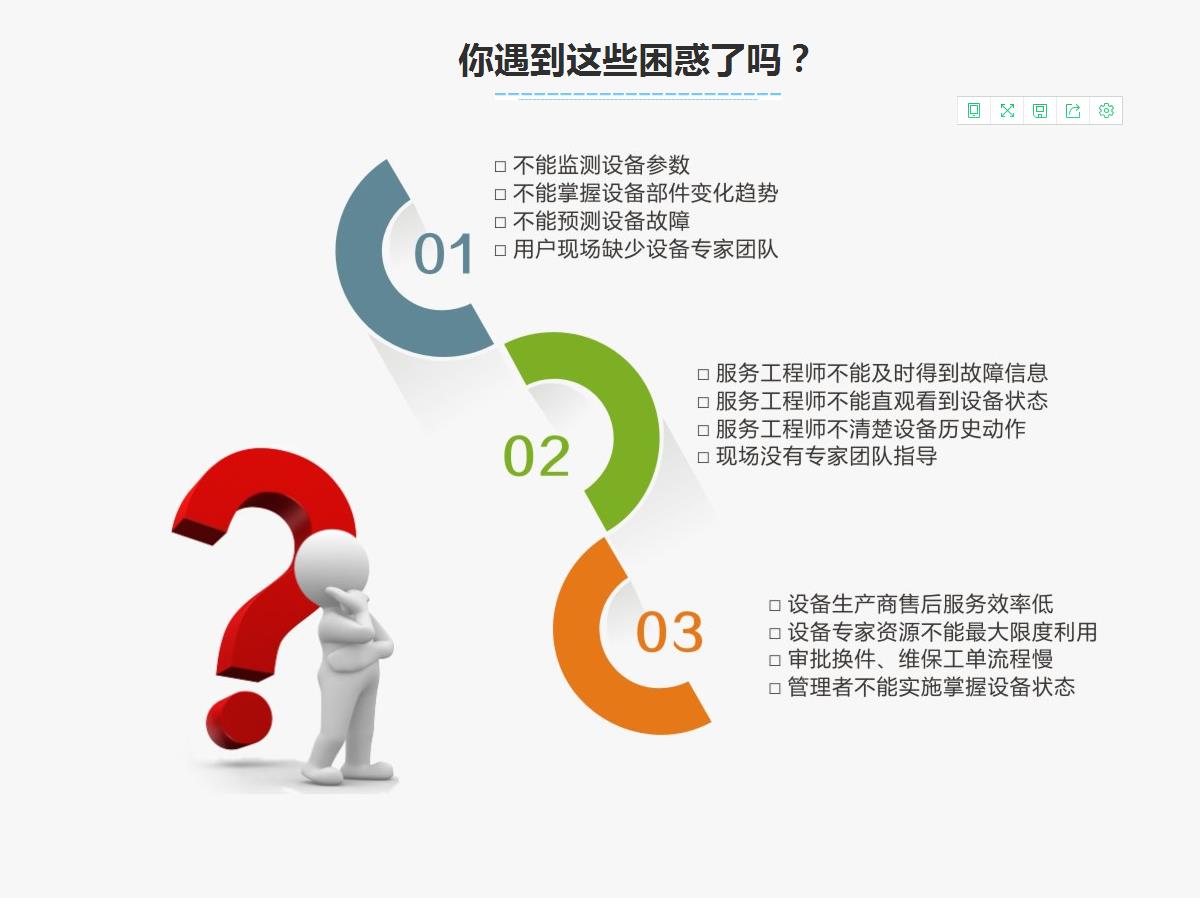 你遇到这些困惑了吗？
01
□ 不能监测设备参数
□ 不能掌握设备部件变化趋势
□ 不能预测设备故障
□ 用户现场缺少设备专家团队
02
□ 服务工程师不能及时得到故障信息
□ 服务工程师不能直观看到设备状态
□ 服务工程师不清楚设备历史动作
□ 现场没有专家团队指导
03
□ 设备生产商售后服务效率低
□ 设备专家资源不能最大限度利用
□ 审批换件、维保工单流程慢
□ 管理者不能实施掌握设备状态